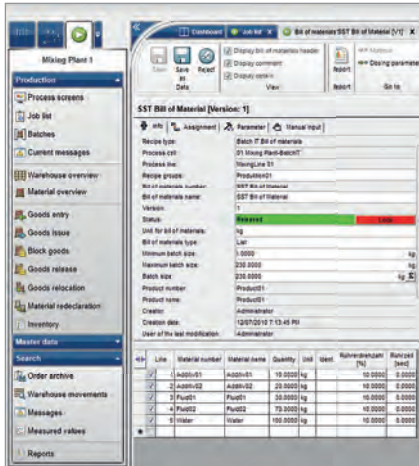 Dashboard
Job list X
Bill of materials SST Bill of Material [V1] X
Mixing Plant 1
Production
Process screens
Job list
Batches
Current messages
Warehouse overview
Material overview
Goods entry
Goods issue
Block goods
Goods release
Goods relocation
Material redeclaration
Inventory
Master data
Search
Order archive
Warehouse movements
Messages
Measured values
Reports
Save
Save as
Reject
Data
Display bill of materials header
Display comment
Display details
View
Report
Report
Dosing parameter
Go to
SST Bill of Material [Version: 1]
Info
Assignment
Parameter
Manual input
Recipe type: Batch IT Bill of materials
Process cell: 01 Mixing Plant-BatchIT
Process line: MixingLine 01
Recipe groups: Produktion01
Bill of materials number: SST Bill of Material
Bill of materials name: SST Bill of Material
Version: 1
Status: Released
Unit for bill of materials: kg
Bill of materials type: List
Minimum batch size: 1.0000 kg
Maximum batch size: 230.0000 kg
Batch size: 230.0000 kg
Product number: Product01
Product name: Product01
Creator: Administrator
Creation date: 12/07/2010 7:13:45 PM
User of the last modification: Administrator
Line Material number Material name Quantity Unit Ident. Rührerdrehzahl [%] Rührzeit [sec]
1 Additiv01 Additiv01 10.0000 kg 10.0000 0.0000
2 Additiv02 Additiv02 20.0000 kg 10.0000 0.0000
3 Fluid01 Fluid01 30.0000 kg 10.0000 0.0000
4 Fluid02 Fluid02 70.0000 kg 10.0000 0.0000
5 Water Water 100.0000 kg 10.0000 0.0000